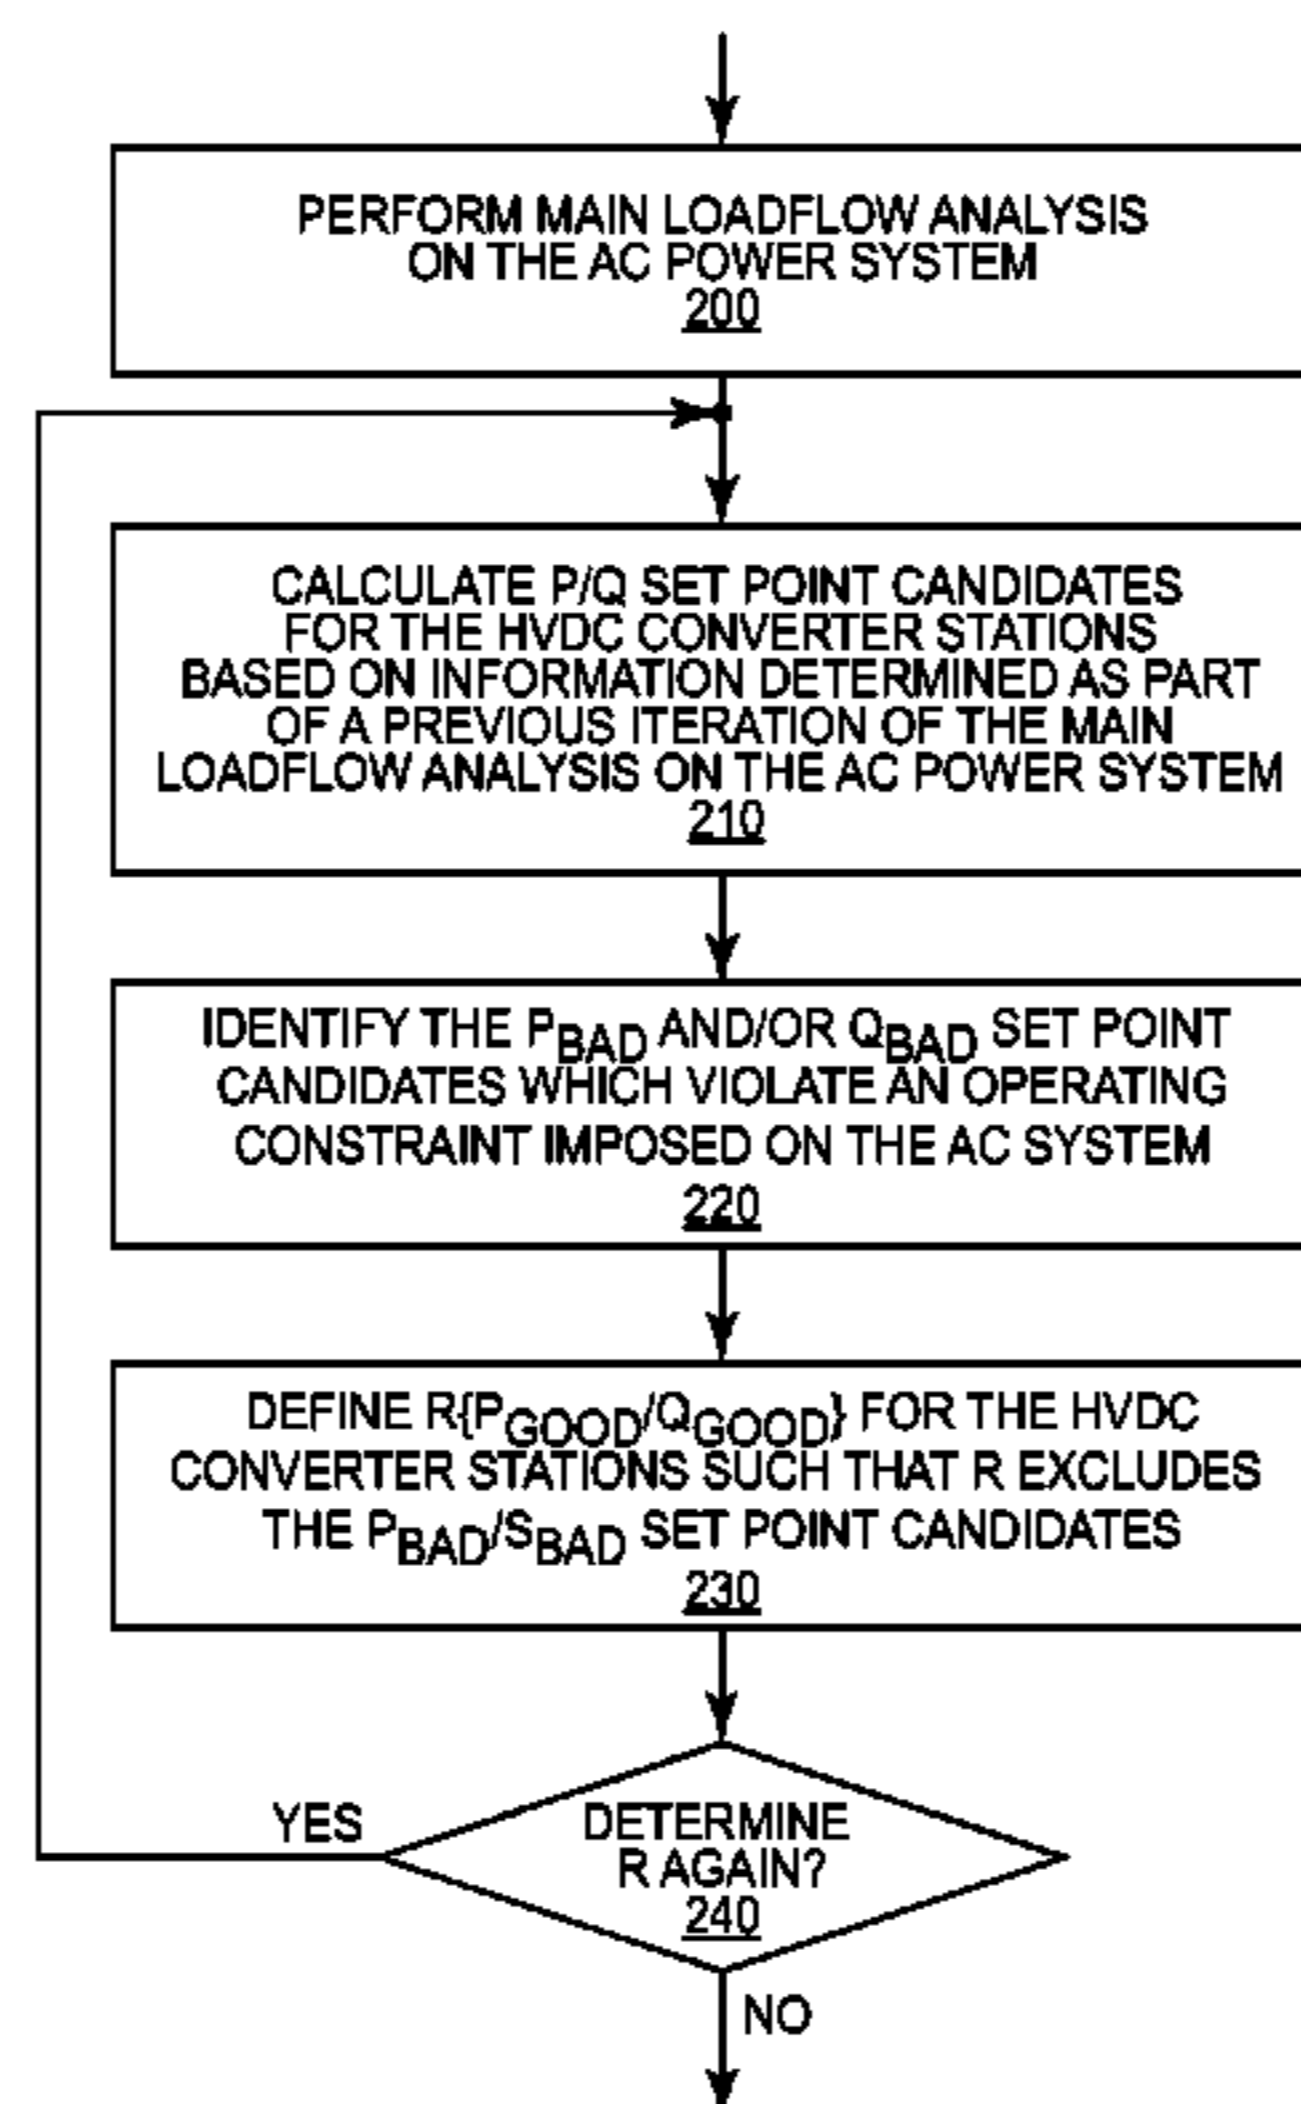 PERFORM MAIN LOADFLOW ANALYSIS
ON THE AC POWER SYSTEM
200
CALCULATE P/Q SET POINT CANDIDATES
FOR THE HVDC CONVERTER STATIONS
BASED ON INFORMATION DETERMINED AS PART
OF A PREVIOUS ITERATION OF THE MAIN
LOADFLOW ANALYSIS ON THE AC POWER SYSTEM
210
IDENTIFY THE PBAD AND/OR QBAD SET POINT
CANDIDATES WHICH VIOLATE AN OPERATING
CONSTRAINT IMPOSED ON THE AC SYSTEM
220
DEFINE R{PGOOD/QGOOD} FOR THE HVDC
CONVERTER STATIONS SUCH THAT R EXCLUDES
THE PBAD/SBAD SET POINT CANDIDATES
230
YES
DETERMINE
R AGAIN?
240
NO